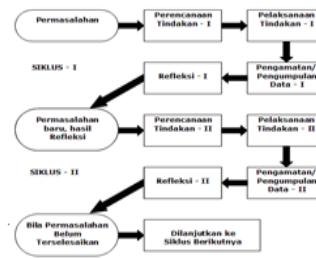 Permasalahan
Perencanaan
Tindakan - I
Pelaksanaan
Tindakan - I
SIKLUS - I
Refleksi - I
Pengamatan/
Pengumpulan
Data - I
Permasalahan
baru, hasil
Refleksi
Perencanaan
Tindakan - II
Pelaksanaan
Tindakan - II
SIKLUS - II
Refleksi - II
Pengamatan/
Pengumpulan
Data - II
Bila Permasalahan
Belum
Terselesaikan
Dilanjutkan ke
Siklus Berikutnya